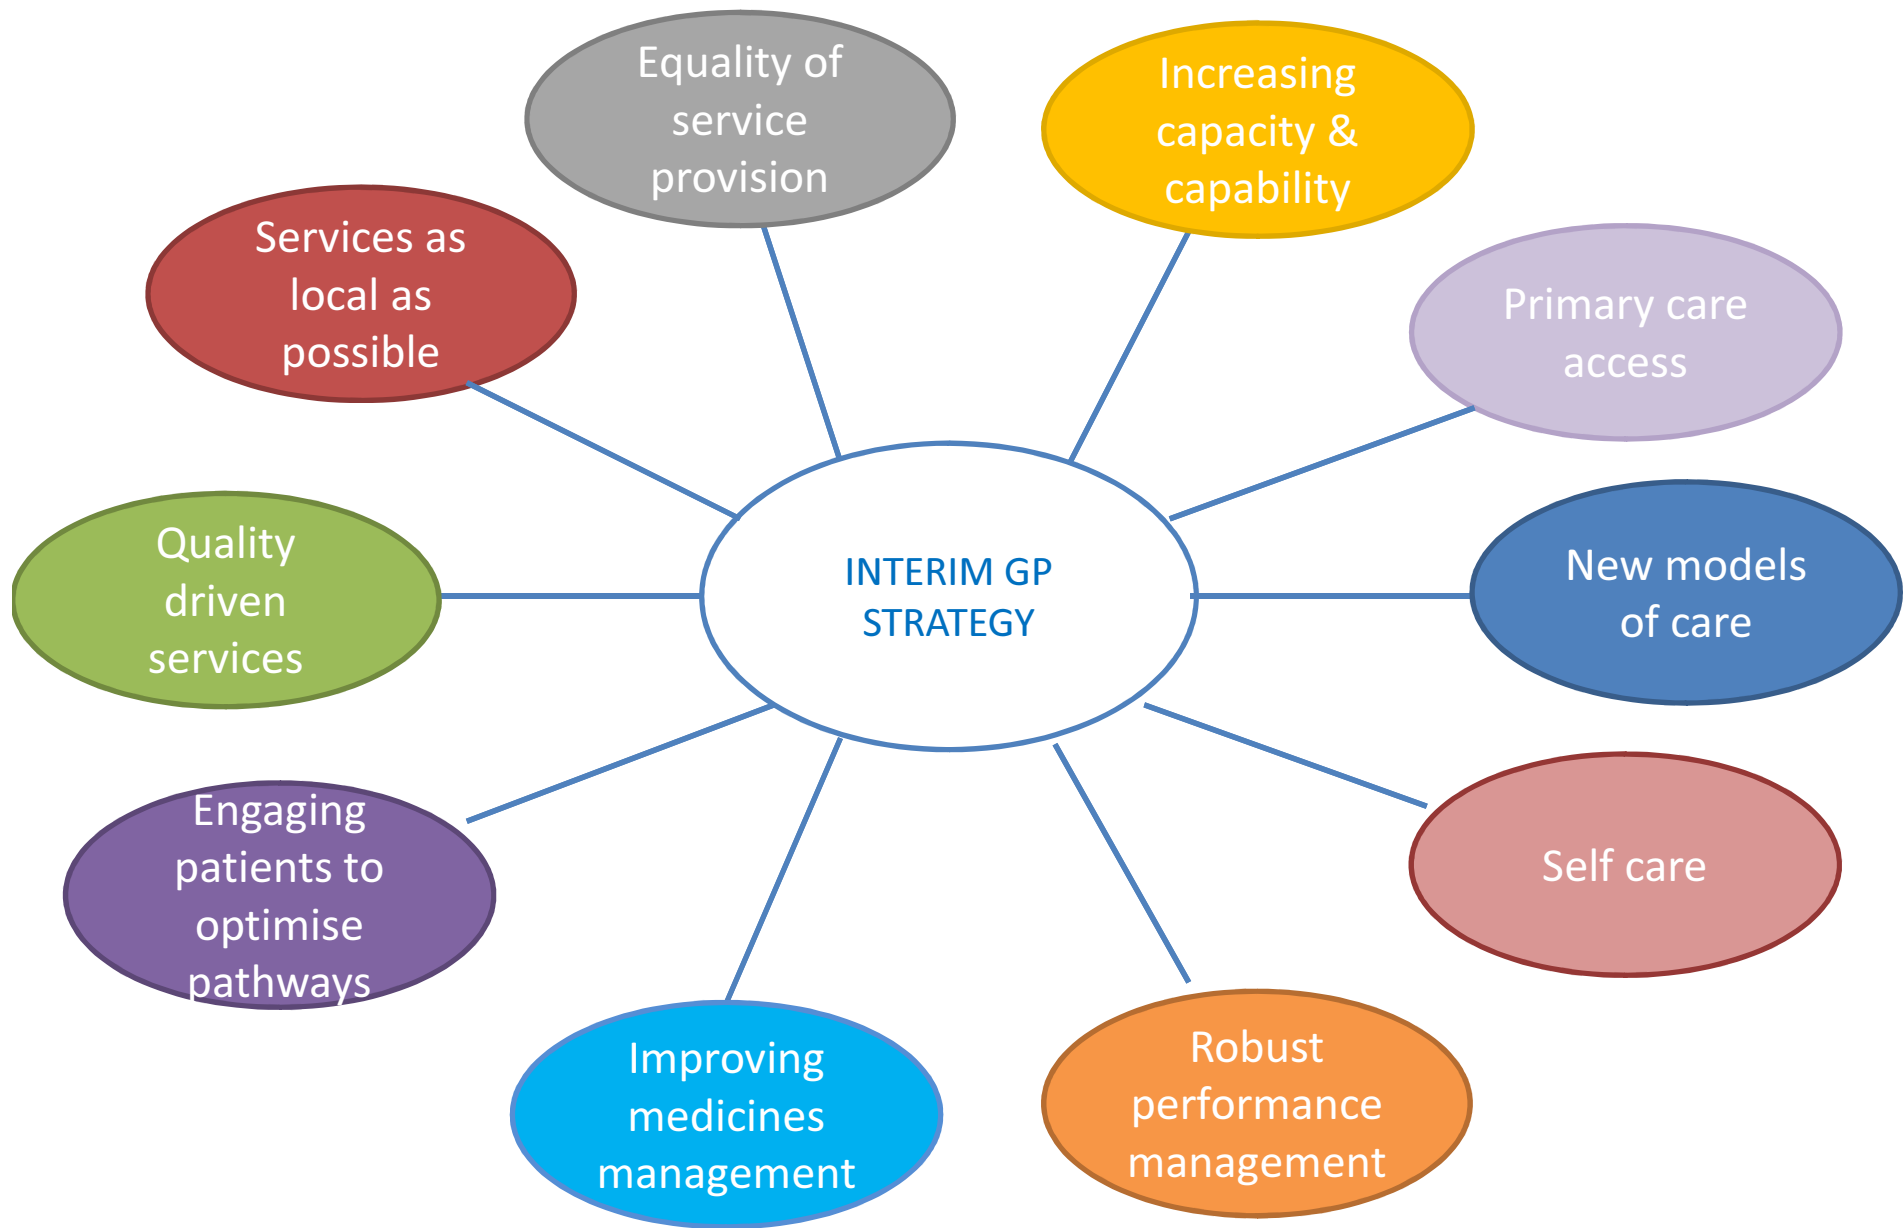 Equality of
service
provision
Increasing
capacity &
capability
Services as
local as
possible
Primary care
access
Quality
driven
services
INTERIM GP
STRATEGY
New models
of care
Engaging
patients to
optimise
pathways
Self care
Improving
medicines
management
Robust
performance
management